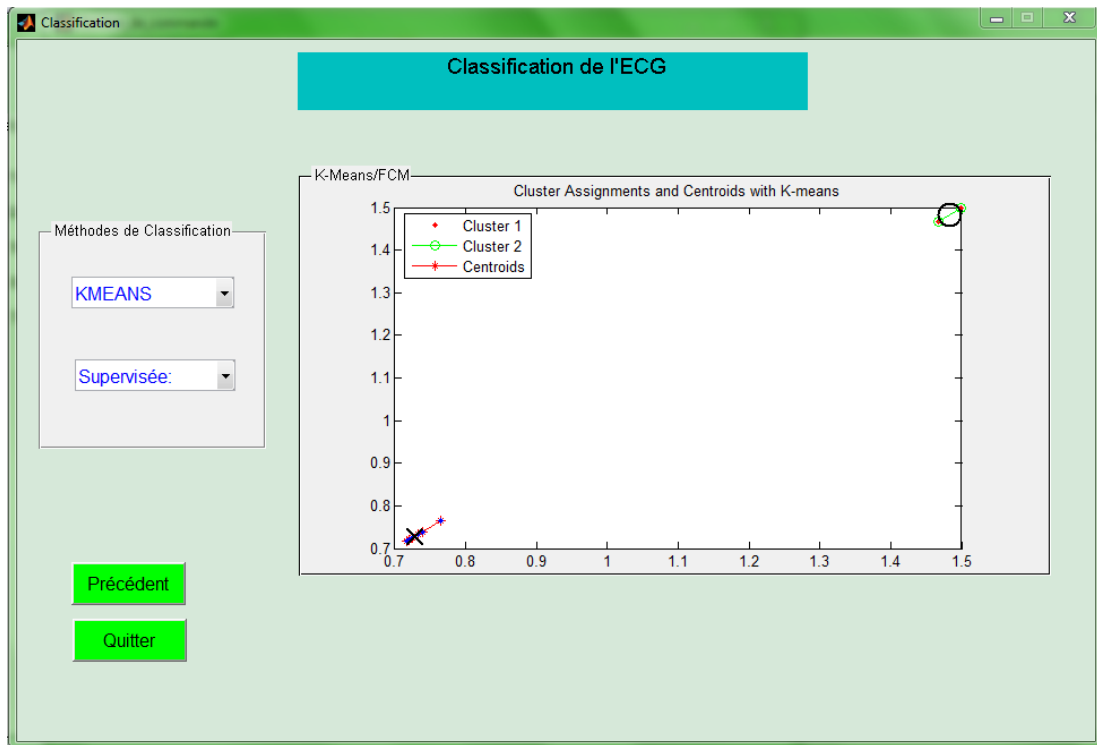 Classification
Classification de l'ECG
Méthodes de Classification
KMEANS
Supervisée:
K-Means/FCM
Cluster Assignments and Centroids with K-means
Cluster 1
Cluster 2
Centroids
1.5
1.4
1.3
1.2
1.1
1
0.9
0.8
0.7
0.7 0.8 0.9 1 1.1 1.2 1.3 1.4 1.5
Précédent
Quitter